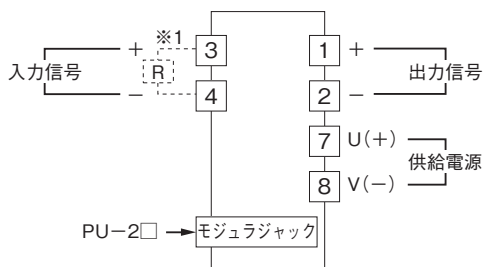 ※1
+ 3 1 +
入力信号 R 出力信号
− 4 2 −
7 U(+)
供給電源
8 V(−)
PU−2□ モジュラジャック